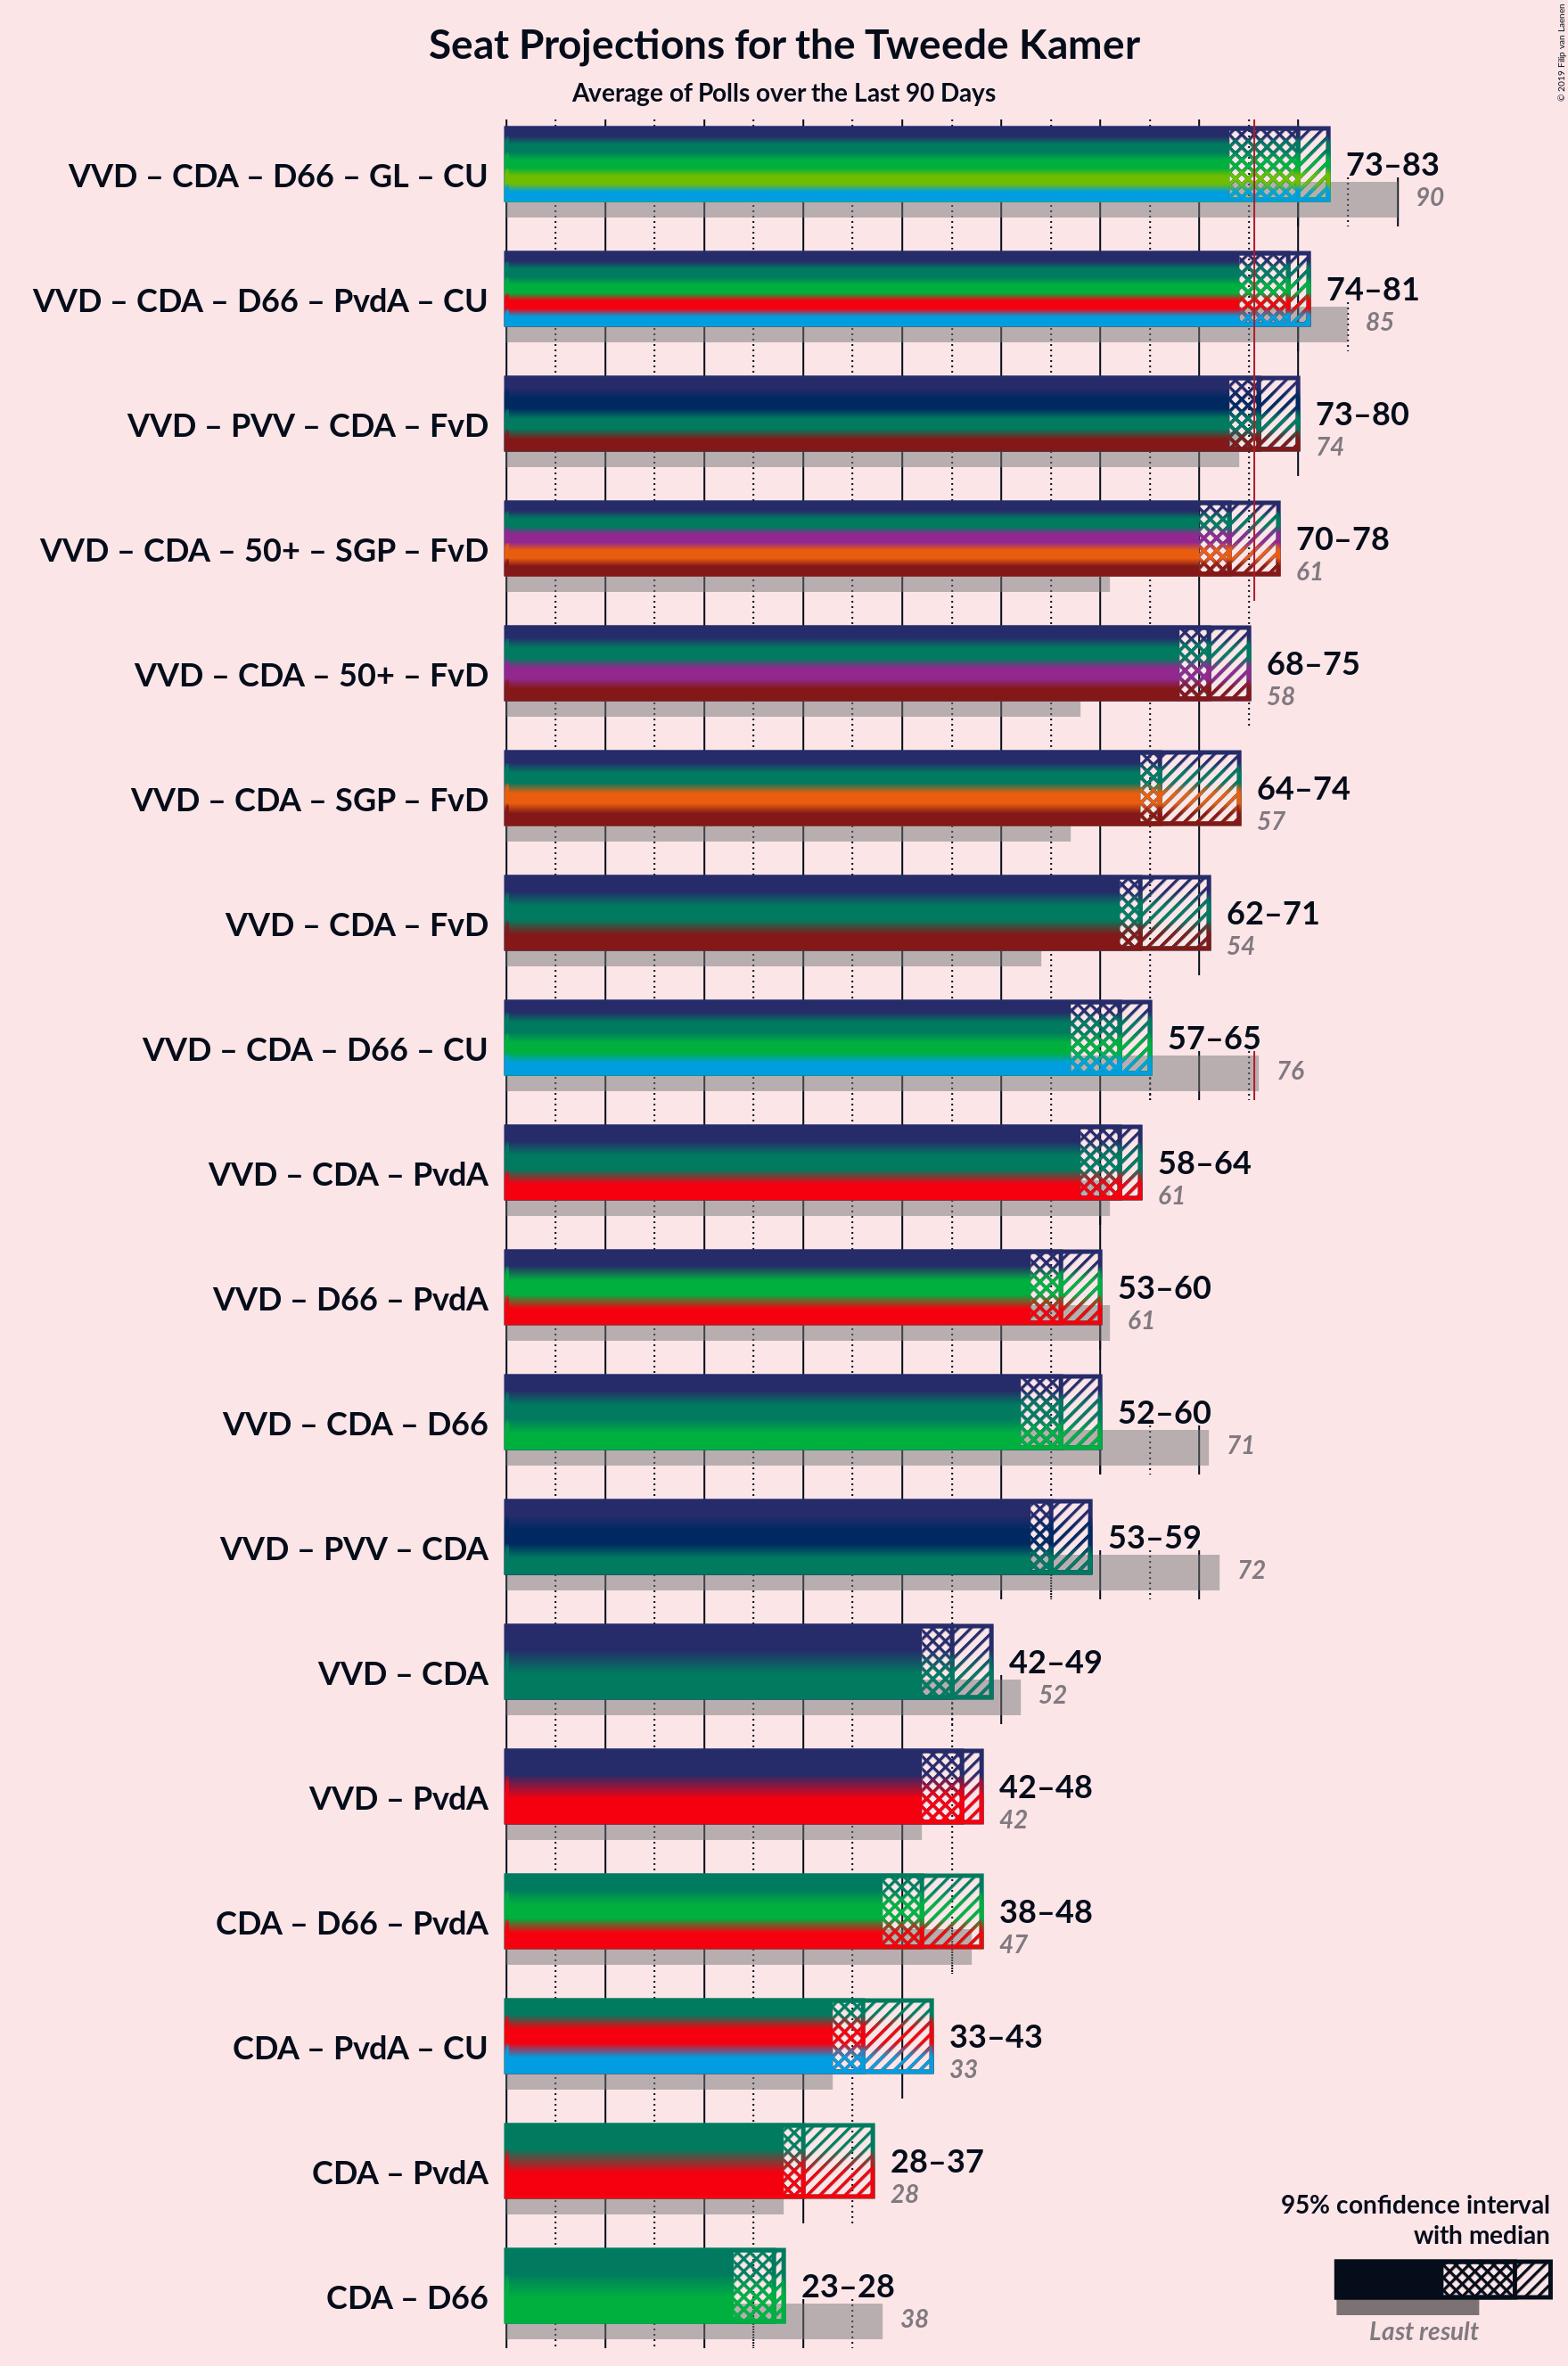 Seat Projections for the Tweede Kamer
Average of Polls over the Last 90 Days
© 2019 Filip van Laenen
VVD – CDA – D66 – GL – CU
73–83
90
VVD – CDA – D66 – PvdA – CU
74–81
85
VVD – PVV – CDA – FvD
73–80
74
VVD – CDA – 50+ – SGP – FvD
70–78
61
VVD – CDA – 50+ – FvD
68–75
58
VVD – CDA – SGP – FvD
64–74
57
VVD – CDA – FvD
62–71
54
VVD – CDA – D66 – CU
57–65
76
VVD – CDA – PvdA
58–64
61
VVD – D66 – PvdA
53–60
61
VVD – CDA – D66
52–60
71
VVD – PVV – CDA
53–59
72
VVD – CDA
42–49
52
VVD – PvdA
42–48
42
CDA – D66 – PvdA
38–48
47
CDA – PvdA – CU
33–43
33
CDA – PvdA
28–37
28
CDA – D66
23–28
38
95% confidence interval
with median
Last result